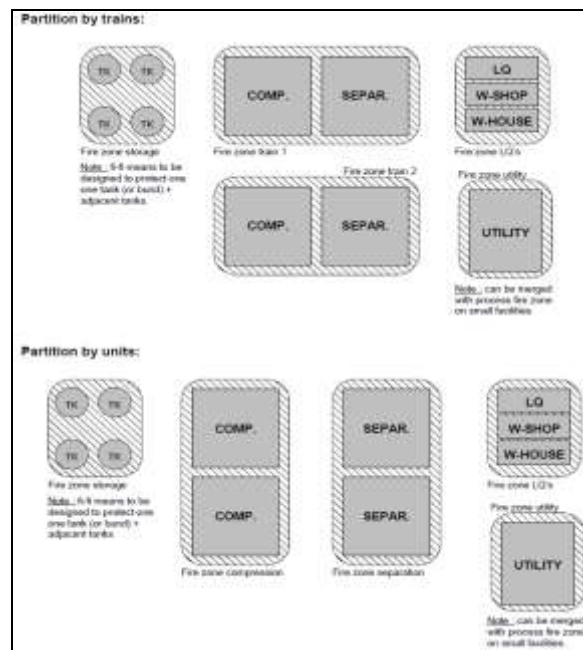 Partition by trains:
TK TK
TK TK
COMP. SEPAR.
LQ
W-SHOP
W-HOUSE
Fire zone storage
Fire zone train 1
Fire zone LQ's
Note : fi-fi means to be
designed to protect one
one tank (or bund) +
adjacent tanks
Fire zone train 2
Fire zone utility
COMP. SEPAR.
UTILITY
Note : can be merged
with process fire zone
on small facilities
Partition by units:
TK TK
TK TK
COMP.
SEPAR.
LQ
W-SHOP
W-HOUSE
Fire zone storage
Fire zone LQ's
Note : fi-fi means to be
designed to protect one
one tank (or bund) +
adjacent tanks
COMP.
SEPAR.
Fire zone utility
Fire zone compression
Fire zone separation
UTILITY
Note : can be merged
with process fire zone
on small facilities